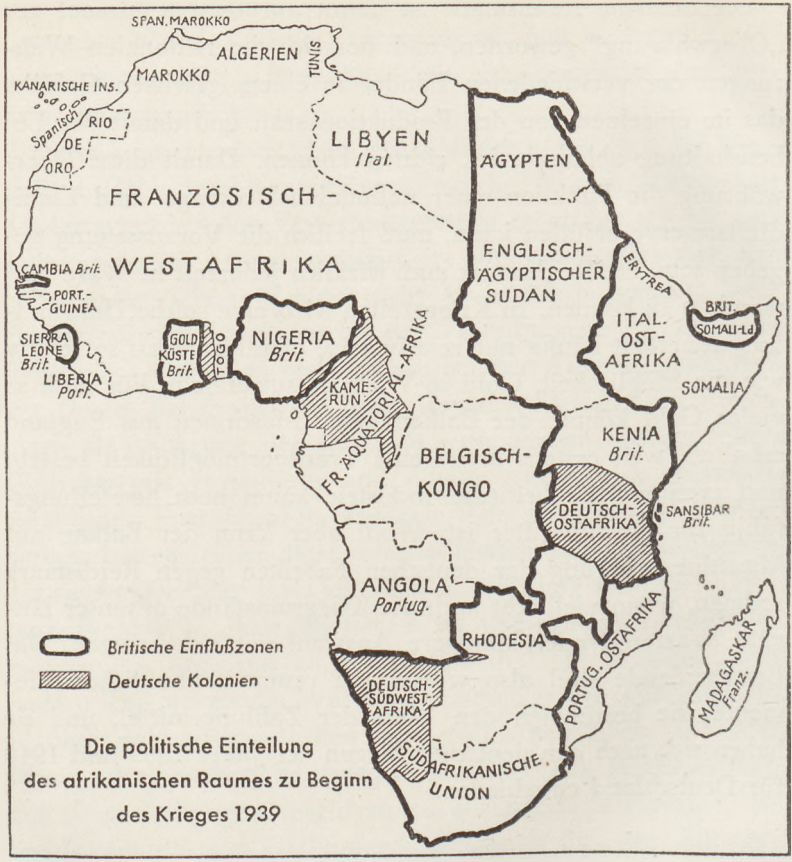 SPAN. MAROKKO
ALGERIEN
TUNIS
MAROKKO
KANARISCHE INS.
Spanisch
RIO
DE
ORO
LIBYEN
Ital.
ÄGYPTEN
FRANZÖSISCH
WESTAFRIKA
ENGLISCH-
ÄGYPTISCHER
SUDAN
ERYTREA
CAMBIA Brit.
PORT.-
GUINEA
SIERRA
LEONE
Brit.
LIBERIA
Port.
GOLD
KÜSTE
Brit.
TOGO
NIGERIA
Brit.
KAME-
RUN
FR. ÄQUATORIAL-AFRIKA
ITAL.
OST-
AFRIKA
BRIT.
SOMALI-Ld
SOMALIA
KENIA
Brit.
BELGISCH-
KONGO
DEUTSCH-
OSTAFRIKA
SANSIBAR
Brit.
ANGOLA
Portug.
RHODESIA
PORTUG. OSTAFRIKA
MADAGASKAR
Franz.
DEUTSCH-
SÜDWEST-
AFRIKA
SÜDAFRIKANISCHE
UNION
Britische Einflußzonen
Deutsche Kolonien
Die politische Einteilung
des afrikanischen Raumes zu Beginn
des Krieges 1939